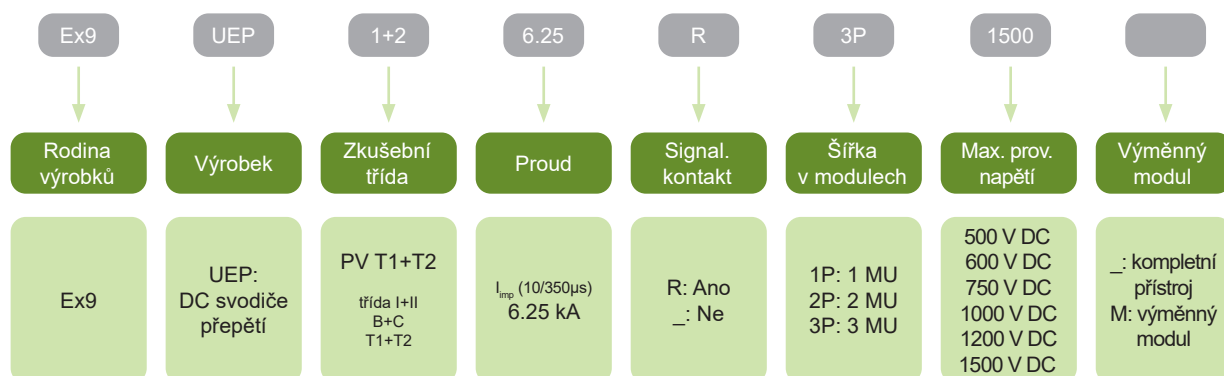 Ex9
UEP
1+2
6.25
R
3P
1500
Rodina
výrobků
Výrobek
Zkušební
třída
Proud
Signal.
kontakt
Šířka
v modulech
Max. prov.
napětí
Výměnný
modul
Ex9
UEP:
DC svodiče
přepětí
PV T1+T2
třída I+II
B+C
T1+T2
Iimp (10/350µs)
6.25 kA
R: Ano
_: Ne
1P: 1 MU
2P: 2 MU
3P: 3 MU
500 V DC
600 V DC
750 V DC
1000 V DC
1200 V DC
1500 V DC
_: kompletní
přístroj
M: výměnný
modul